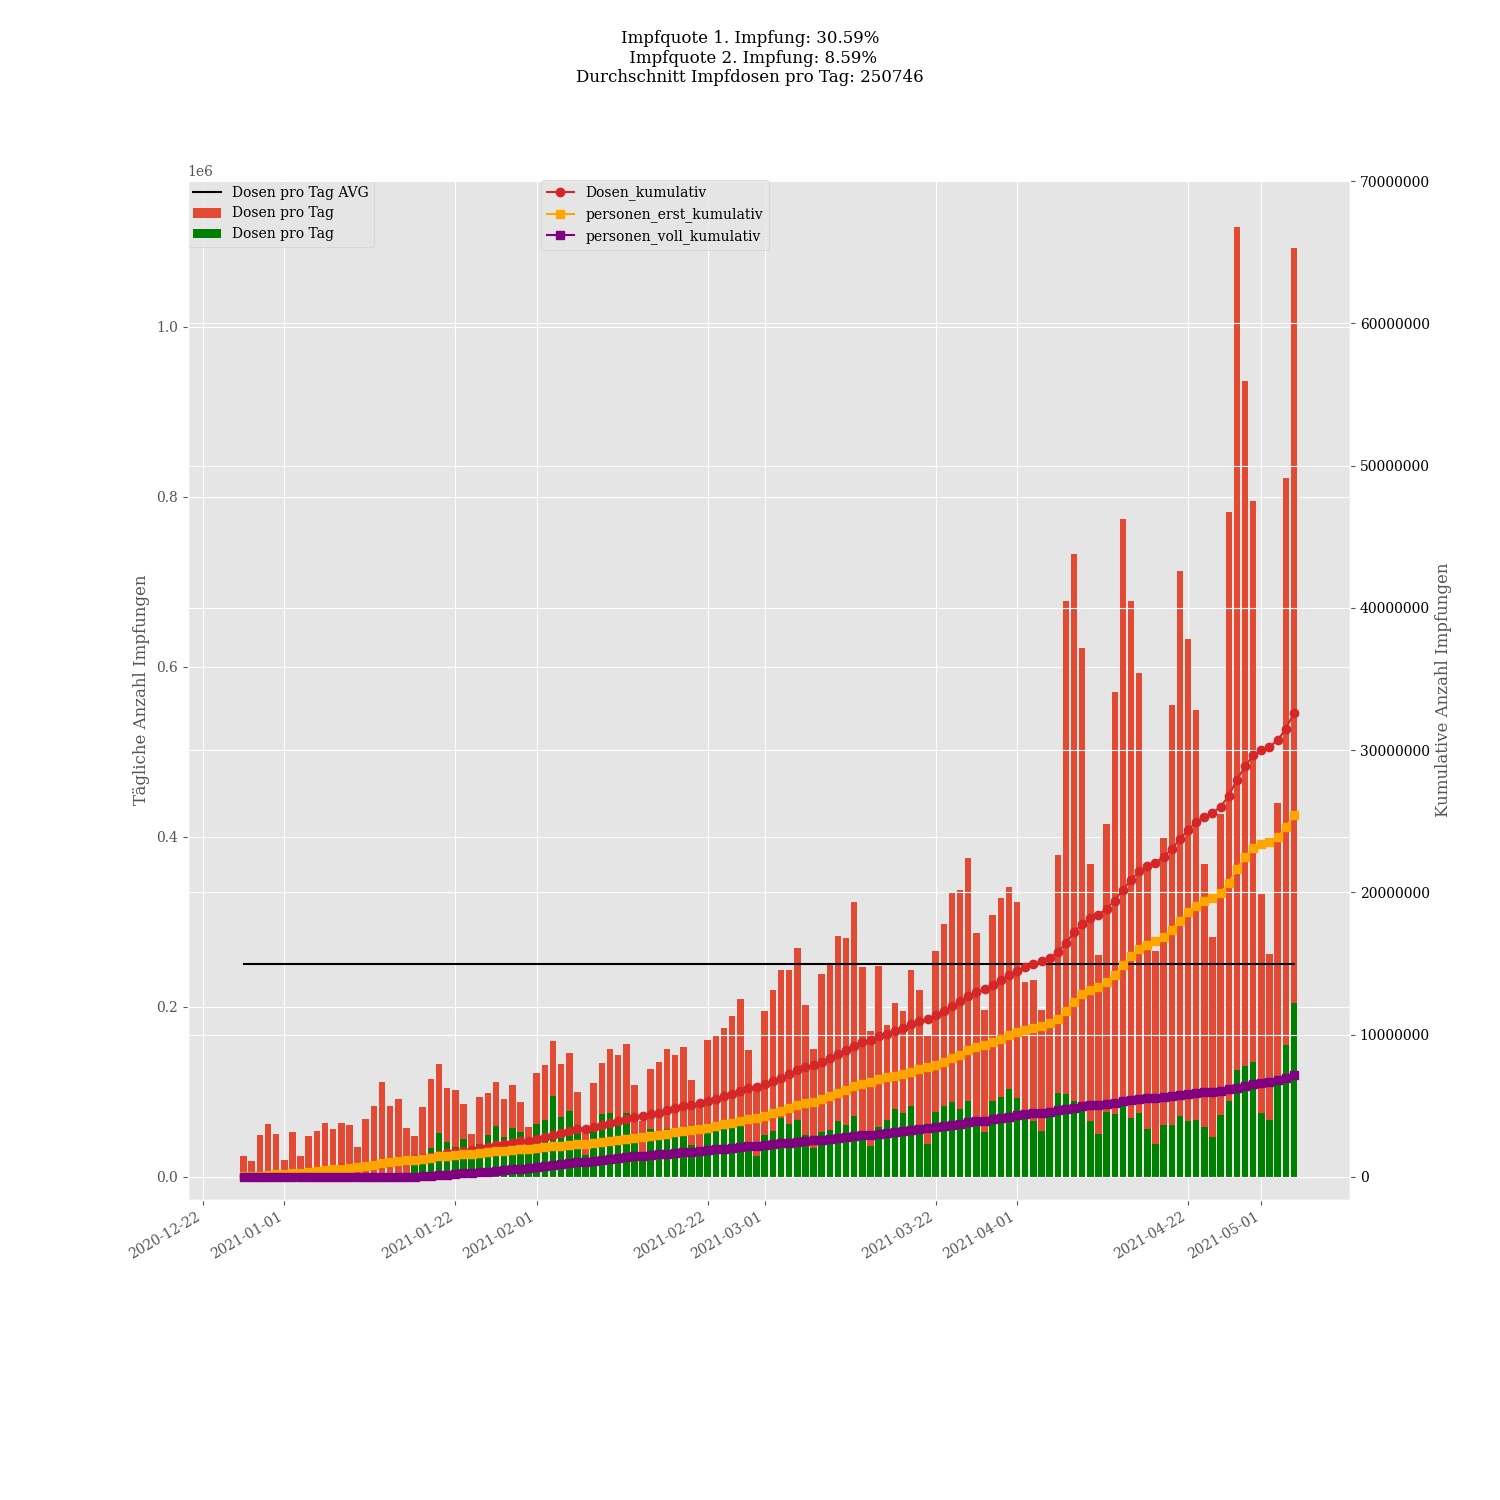 Impfquote 1. Impfung: 30.59%
Impfquote 2. Impfung: 8.59%
Durchschnitt Impfdosen pro Tag: 250746
1e6
Dosen pro Tag AVG
Dosen pro Tag
Dosen pro Tag
Dosen_kumulativ
personen_erst_kumulativ
personen_voll_kumulativ
Tägliche Anzahl Impfungen
1.0
0.8
0.6
0.4
0.2
0.0
70000000
60000000
50000000
40000000
30000000
20000000
10000000
0
Kumulative Anzahl Impfungen
2020-12-22
2021-01-01
2021-01-22
2021-02-01
2021-02-22
2021-03-01
2021-03-22
2021-04-01
2021-04-22
2021-05-01